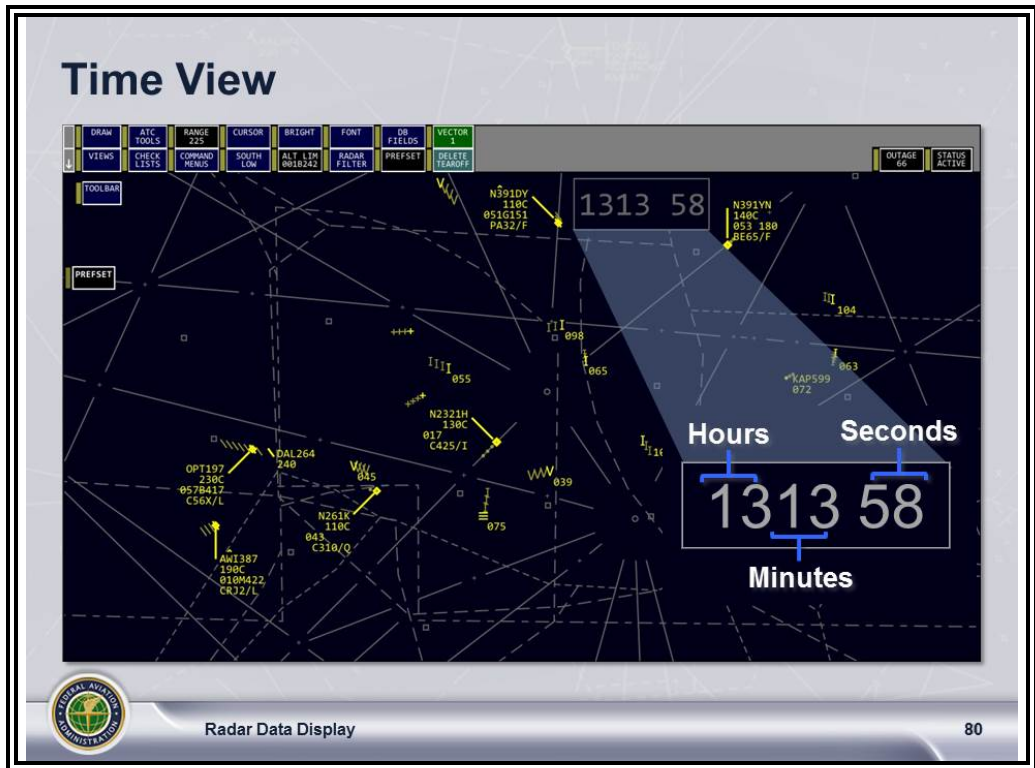 Time View
DRAW
ATC
TOOLS
RANGE
225
CURSOR
BRIGHT
FONT
DB
FIELDS
VECTOR
1
↓
VIEWS
CHECK
LISTS
COMMAND
MENUS
SOUTH
LOW
ALT LIM
001B242
RADAR
FILTER
PREFSET
DELETE
TEAROFF
OUTAGE
66
STATUS
ACTIVE
TOOLBAR
PREFSET
N391DY
110C
051G151
PA32/F
1313 58
N391YN
140C
053 180
BE65/F
104
098
065
063
KAP599
072
055
N2321H
130C
017
C425/I
DAL264
240
OPT197
230C
057B417
C56X/L
045
039
N261K
110C
043
C310/Q
075
AWI387
190C
010M422
CRJ2/L
Hours
Seconds
1313 58
Minutes
FEDERAL AVIATION
ADMINISTRATION
Radar Data Display
80